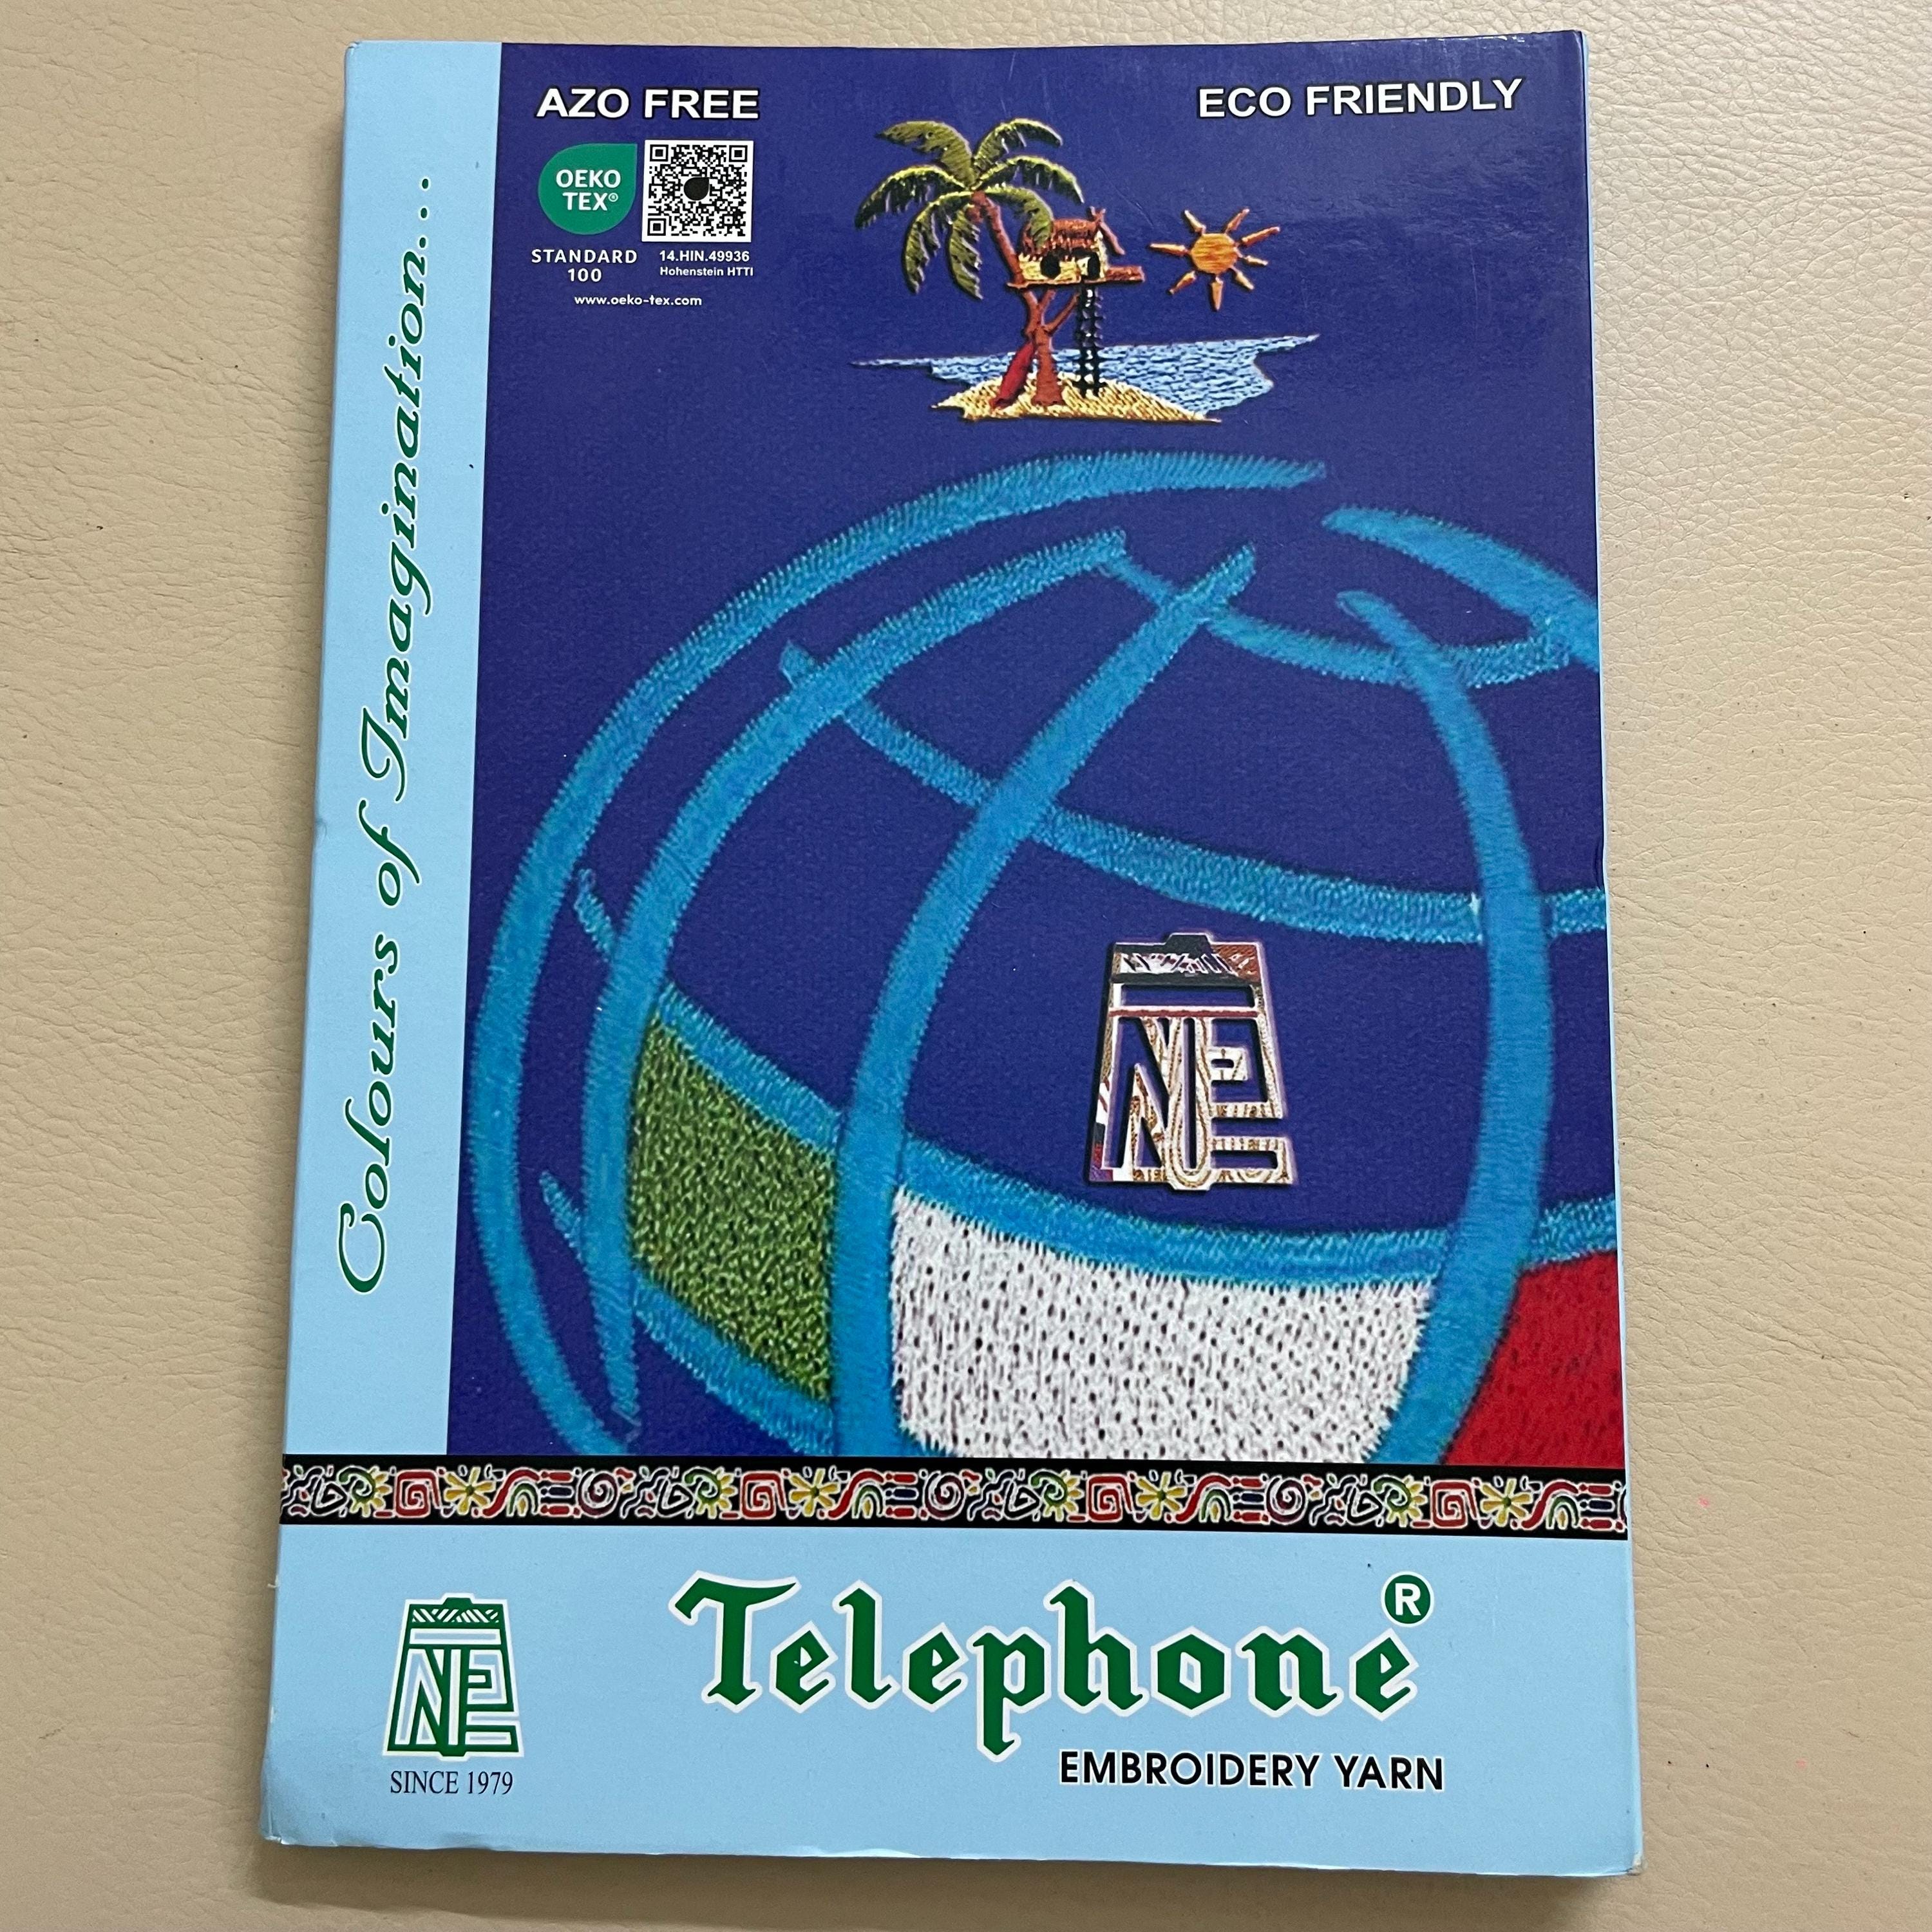 AZO FREE
ECO FRIENDLY
OEKO
TEX®
STANDARD
100
14.HIN.49936
Hohenstein HTTI
www.oeko-tex.com
Colours of Imagination...
Telephone®
EMBROIDERY YARN
SINCE 1979